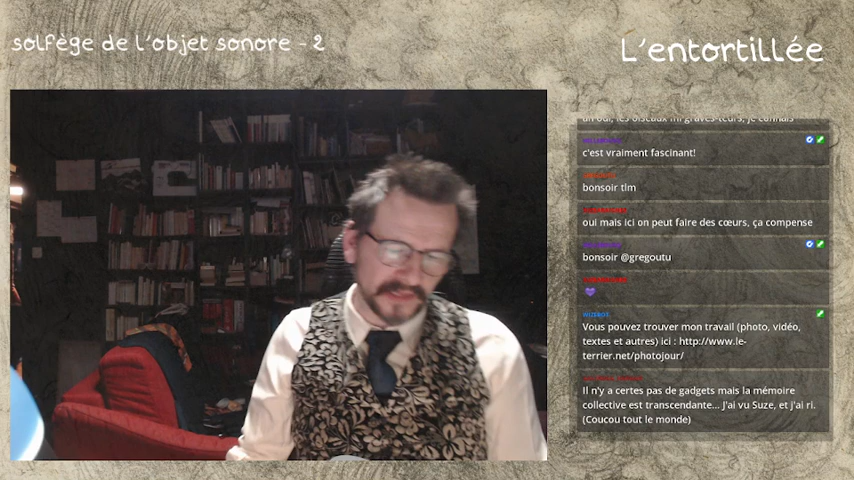 solfège de l'objet sonore - 2
L'entortillée
c'est vraiment fascinant!
bonsoir tlm
oui mais ici on peut faire des cœurs, ça compense
bonsoir @gregoutu
Vous pouvez trouver mon travail (photo, vidéo,
textes et autres) ici : http://www.le-
terrier.net/photojour/
Il n'y a certes pas de gadgets mais la mémoire
collective est transcendante... J'ai vu Suze, et j'ai ri.
(Coucou tout le monde)